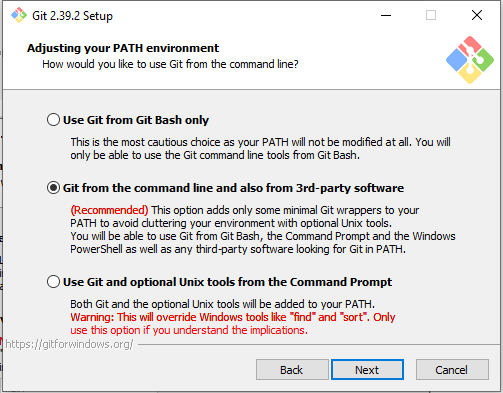 Git 2.39.2 Setup
Adjusting your PATH environment
How would you like to use Git from the command line?
Use Git from Git Bash only
This is the most cautious choice as your PATH will not be modified at all. You will
only be able to use the Git command line tools from Git Bash.
Git from the command line and also from 3rd-party software
(Recommended) This option adds only some minimal Git wrappers to your
PATH to avoid cluttering your environment with optional Unix tools.
You will be able to use Git from Git Bash, the Command Prompt and the Windows
PowerShell as well as any third-party software looking for Git in PATH.
Use Git and optional Unix tools from the Command Prompt
Both Git and the optional Unix tools will be added to your PATH.
Warning: This will override Windows tools like "find" and "sort". Only
use this option if you understand the implications.
https://gitforwindows.org/
Back
Next
Cancel